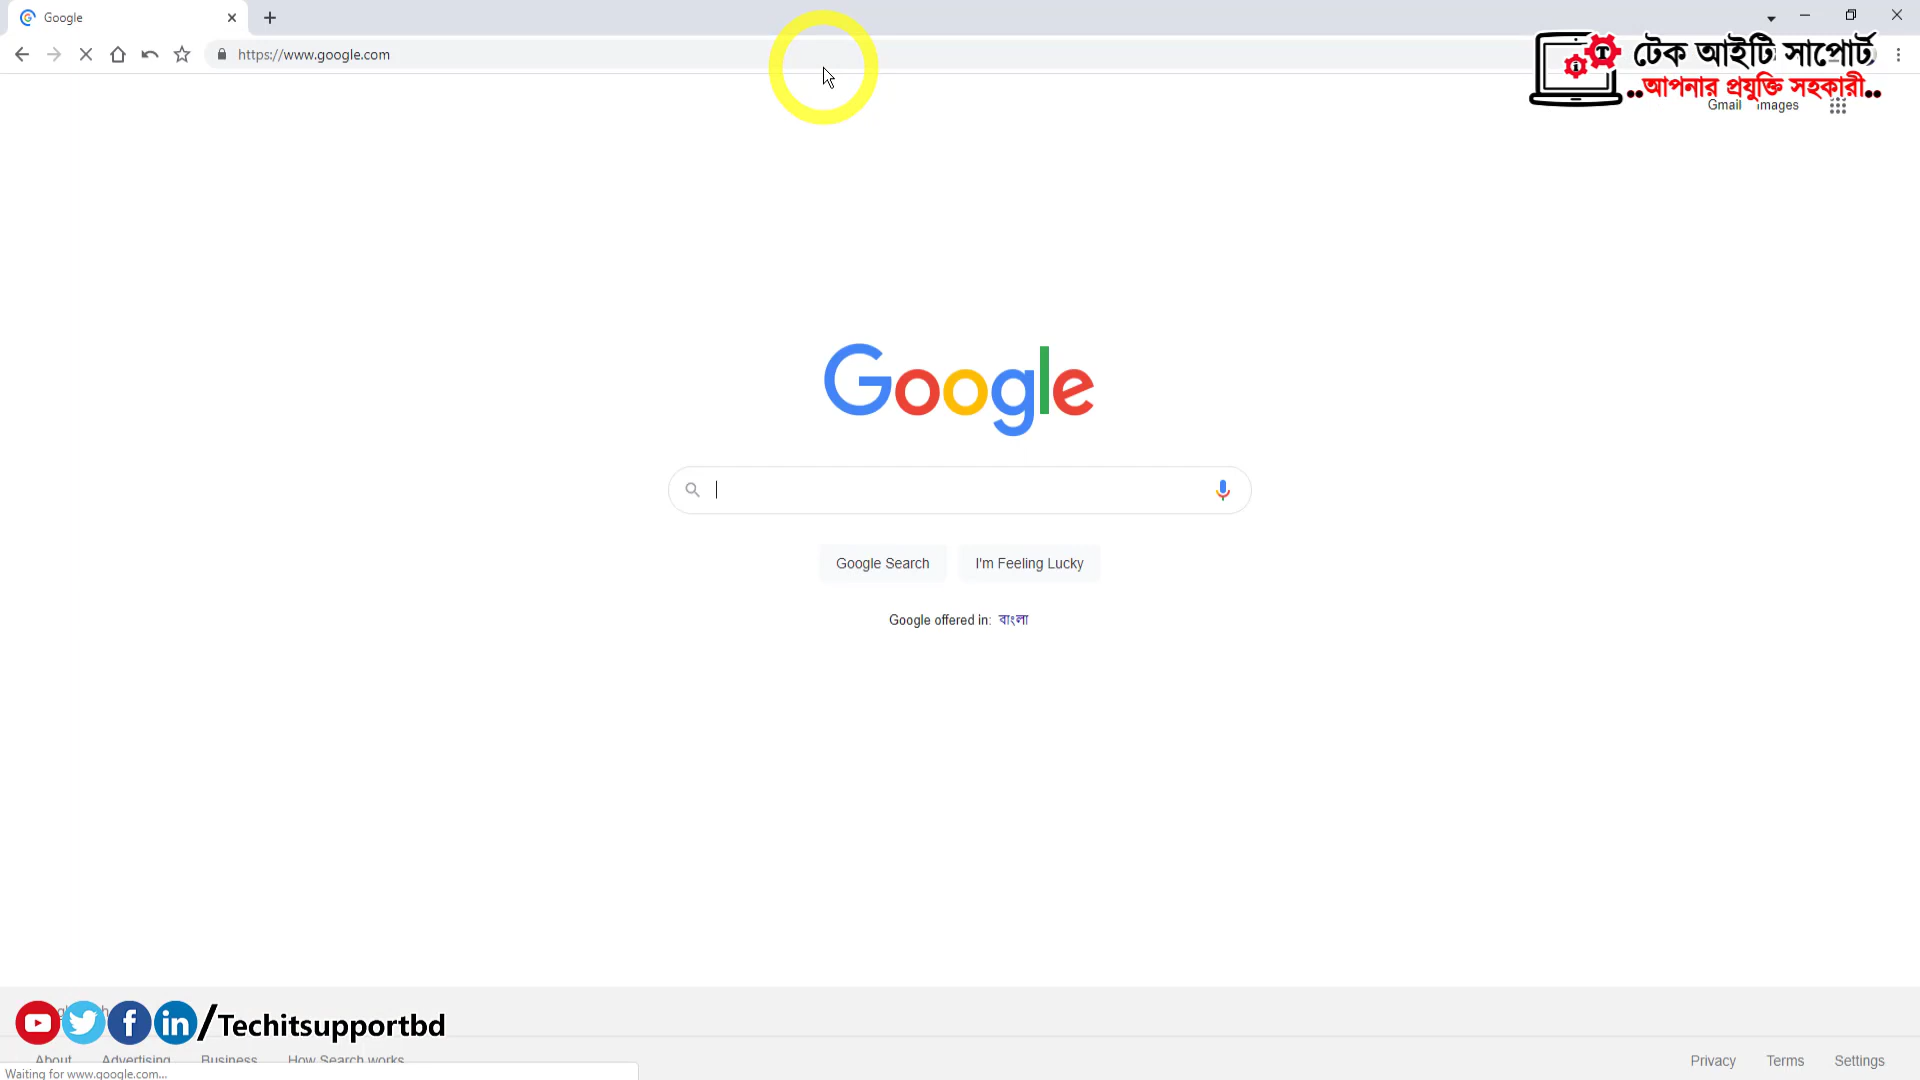 Google
https://www.google.com
টেক আইটি সাপোর্ট
..আপনার প্রযুক্তি সহকারী..
Gmail Images
Google
Google Search
I'm Feeling Lucky
Google offered in: বাংলা
/Techitsupportbd
About Advertising Business How Search works
Privacy Terms Settings
Waiting for www.google.com...